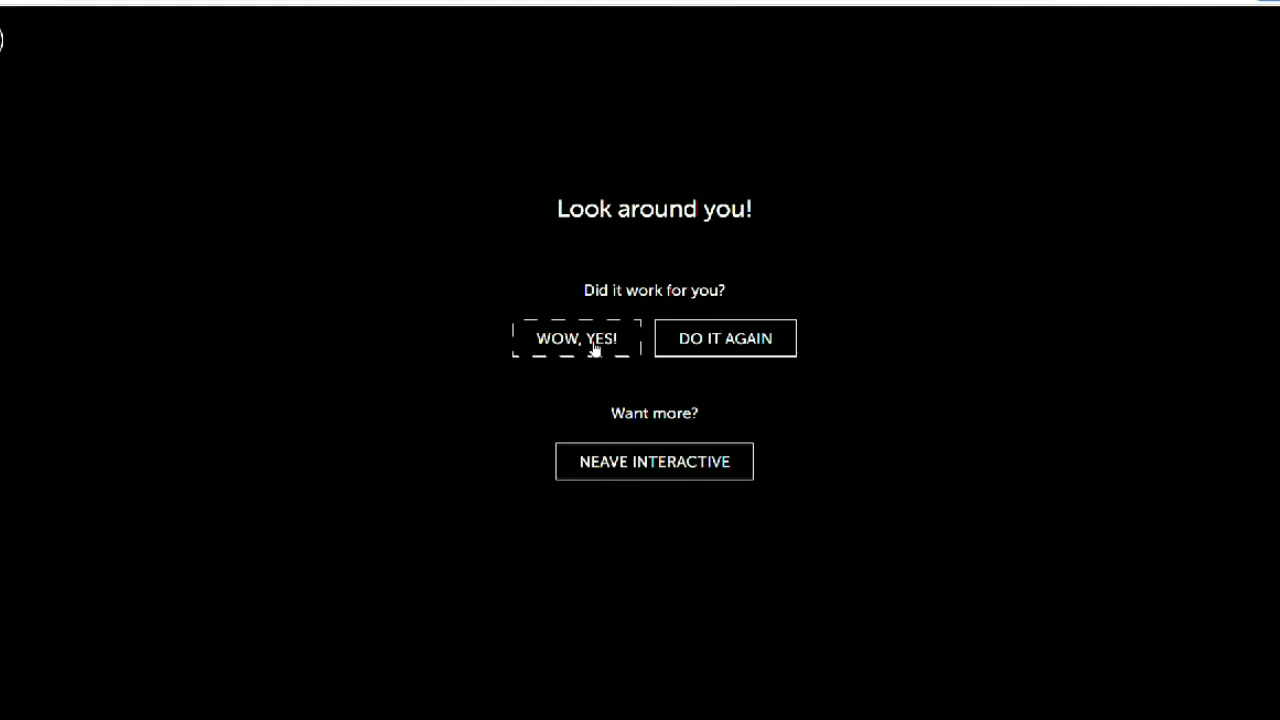 Look around you!
Did it work for you?
WOW, YES! DO IT AGAIN
Want more?
NEAVE INTERACTIVE